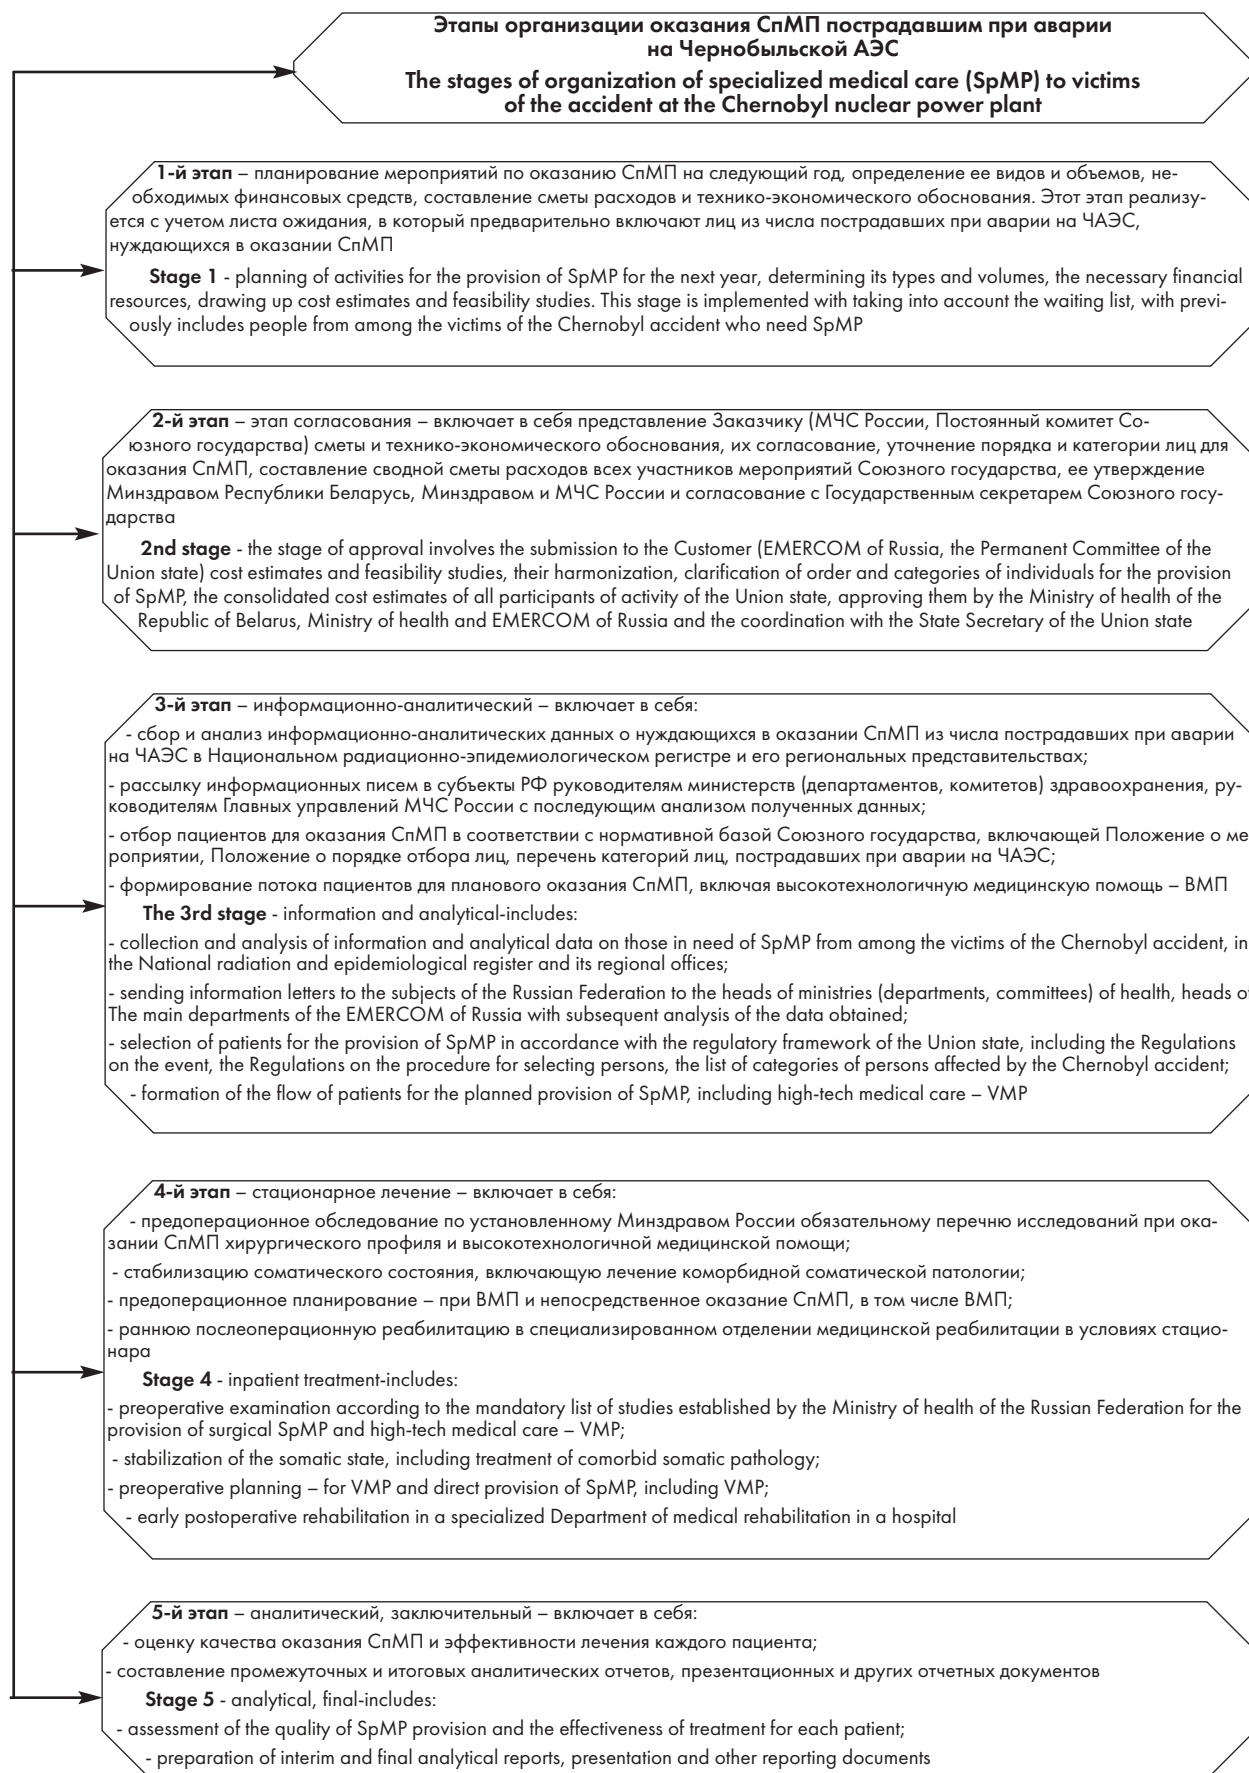 Этапы организации оказания СпМП пострадавшим при аварии
на Чернобыльской АЭС
The stages of organization of specialized medical care (SpMP) to victims
of the accident at the Chernobyl nuclear power plant
1-й этап – планирование мероприятий по оказанию СпМП на следующий год, определение ее видов и объемов, не-
обходимых финансовых средств, составление сметы расходов и технико-экономического обоснования. Этот этап реализу-
ется с учетом листа ожидания, в который предварительно включают лиц из числа пострадавших при аварии на ЧАЭС,
нуждающихся в оказании СпМП
Stage 1 - planning of activities for the provision of SpMP for the next year, determining its types and volumes, the necessary financial
resources, drawing up cost estimates and feasibility studies. This stage is implemented with taking into account the waiting list, with previ-
ously includes people from among the victims of the Chernobyl accident who need SpMP
2-й этап – этап согласования – включает в себя представление Заказчику (МЧС России, Постоянный комитет Со-
юзного государства) сметы и технико-экономического обоснования, их согласование, уточнение порядка и категории лиц для
оказания СпМП, составление сводной сметы расходов всех участников мероприятий Союзного государства, ее утверждение
Минздравом Республики Беларусь, Минздравом и МЧС России и согласование с Государственным секретарем Союзного госу-
дарства
2nd stage - the stage of approval involves the submission to the Customer (EMERCOM of Russia, the Permanent Committee of the
Union state) cost estimates and feasibility studies, their harmonization, clarification of order and categories of individuals for the provision
of SpMP, the consolidated cost estimates of all participants of activity of the Union state, approving them by the Ministry of health of the
Republic of Belarus, Ministry of health and EMERCOM of Russia and the coordination with the State Secretary of the Union state
3-й этап – информационно-аналитический – включает в себя:
- сбор и анализ информационно-аналитических данных о нуждающихся в оказании СпМП из числа пострадавших при аварии
на ЧАЭС в Национальном радиационно-эпидемиологическом регистре и его региональных представительствах;
- рассылку информационных писем в субъекты РФ руководителям министерств (департаментов, комитетов) здравоохранения, ру-
ководителям Главных управлений МЧС России с последующим анализом полученных данных;
- отбор пациентов для оказания СпМП в соответствии с нормативной базой Союзного государства, включающей Положение о ме
роприятии, Положение о порядке отбора лиц, перечень категорий лиц, пострадавших при аварии на ЧАЭС;
- формирование потока пациентов для планового оказания СпМП, включая высокотехнологичную медицинскую помощь – ВМП
The 3rd stage - information and analytical-includes:
- collection and analysis of information and analytical data on those in need of SpMP from among the victims of the Chernobyl accident, in
the National radiation and epidemiological register and its regional offices;
- sending information letters to the subjects of the Russian Federation to the heads of ministries (departments, committees) of health, heads of
The main departments of the EMERCOM of Russia with subsequent analysis of the data obtained;
- selection of patients for the provision of SpMP in accordance with the regulatory framework of the Union state, including the Regulations
on the event, the Regulations on the procedure for selecting persons, the list of categories of persons affected by the Chernobyl accident;
- formation of the flow of patients for the planned provision of SpMP, including high-tech medical care – VMP
4-й этап – стационарное лечение – включает в себя:
- предоперационное обследование по установленному Минздравом России обязательному перечню исследований при ока-
зании СпМП хирургического профиля и высокотехнологичной медицинской помощи;
- стабилизацию соматического состояния, включающую лечение коморбидной соматической патологии;
- предоперационное планирование – при ВМП и непосредственное оказание СпМП, в том числе ВМП;
- раннюю послеоперационную реабилитацию в специализированном отделении медицинской реабилитации в условиях стацио-
нара
Stage 4 - inpatient treatment-includes:
- preoperative examination according to the mandatory list of studies established by the Ministry of health of the Russian Federation for the
provision of surgical SpMP and high-tech medical care – VMP;
- stabilization of the somatic state, including treatment of comorbid somatic pathology;
- preoperative planning – for VMP and direct provision of SpMP, including VMP;
- early postoperative rehabilitation in a specialized Department of medical rehabilitation in a hospital
5-й этап – аналитический, заключительный – включает в себя:
- оценку качества оказания СпМП и эффективности лечения каждого пациента;
- составление промежуточных и итоговых аналитических отчетов, презентационных и других отчетных документов
Stage 5 - analytical, final-includes:
- assessment of the quality of SpMP provision and the effectiveness of treatment for each patient;
- preparation of interim and final analytical reports, presentation and other reporting documents